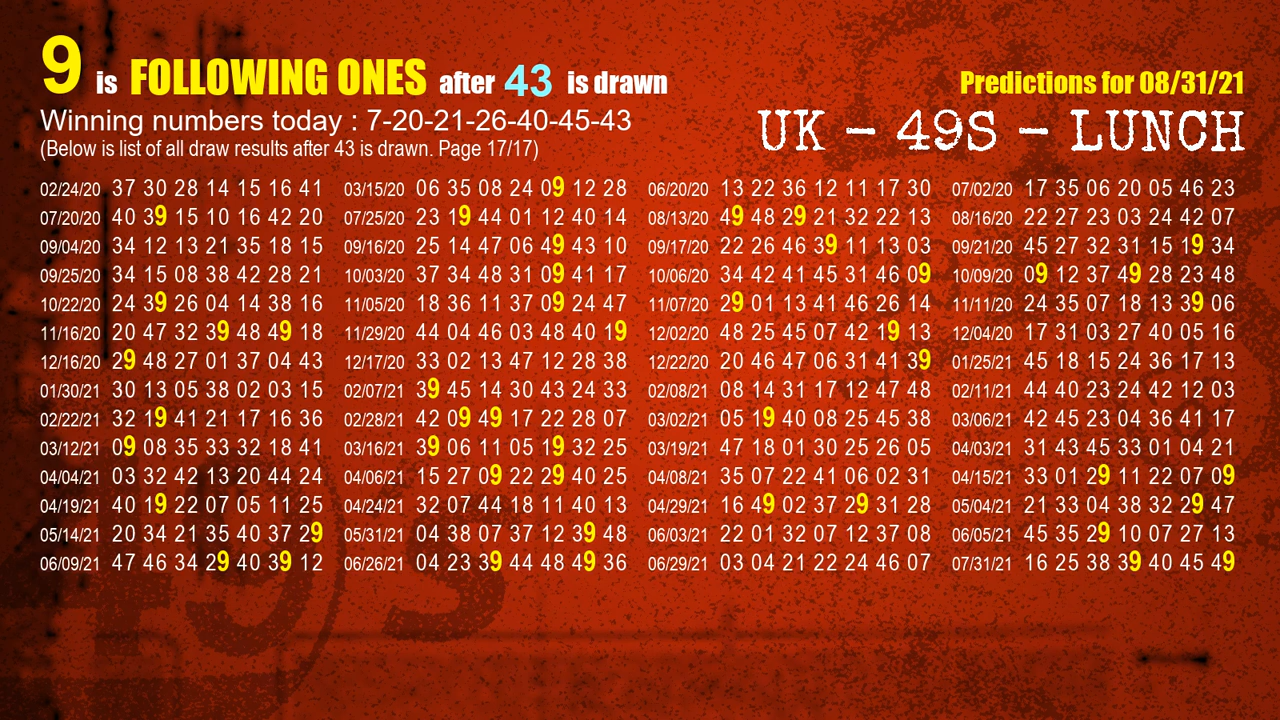 9 is FOLLOWING ONES after 43 is drawn
Predictions for 08/31/21
Winning numbers today : 7-20-21-26-40-45-43
UK - 49S - LUNCH
(Below is list of all draw results after 43 is drawn. Page 17/17)
02/24/20 37 30 28 14 15 16 41 03/15/20 06 35 08 24 09 12 28 06/20/20 13 22 36 12 11 17 30 07/02/20 17 35 06 20 05 46 23
07/20/20 40 39 15 10 16 42 20 07/25/20 23 19 44 01 12 40 14 08/13/20 49 48 29 21 32 22 13 08/16/20 22 27 23 03 24 42 07
09/04/20 34 12 13 21 35 18 15 09/16/20 25 14 47 06 49 43 10 09/17/20 22 26 46 39 11 13 03 09/21/20 45 27 32 31 15 19 34
09/25/20 34 15 08 38 42 28 21 10/03/20 37 34 48 31 09 41 17 10/06/20 34 42 41 45 31 46 09 10/09/20 09 12 37 49 28 23 48
10/22/20 24 39 26 04 14 38 16 11/05/20 18 36 11 37 09 24 47 11/07/20 29 01 13 41 46 26 14 11/11/20 24 35 07 18 13 39 06
11/16/20 20 47 32 39 48 49 18 11/29/20 44 04 46 03 48 40 19 12/02/20 48 25 45 07 42 19 13 12/04/20 17 31 03 27 40 05 16
12/16/20 29 48 27 01 37 04 43 12/17/20 33 02 13 47 12 28 38 12/22/20 20 46 47 06 31 41 39 01/25/21 45 18 15 24 36 17 13
01/30/21 30 13 05 38 02 03 15 02/07/21 39 45 14 30 43 24 33 02/08/21 08 14 31 17 12 47 48 02/11/21 44 40 23 24 42 12 03
02/22/21 32 19 41 21 17 16 36 02/28/21 42 09 49 17 22 28 07 03/02/21 05 19 40 08 25 45 38 03/06/21 42 45 23 04 36 41 17
03/12/21 09 08 35 33 32 18 41 03/16/21 39 06 11 05 19 32 25 03/19/21 47 18 01 30 25 26 05 04/03/21 31 43 45 33 01 04 21
04/04/21 03 32 42 13 20 44 24 04/06/21 15 27 09 22 29 40 25 04/08/21 35 07 22 41 06 02 31 04/15/21 33 01 29 11 22 07 09
04/19/21 40 19 22 07 05 11 25 04/24/21 32 07 44 18 11 40 13 04/29/21 16 49 02 37 29 31 28 05/04/21 21 33 04 38 32 29 47
05/14/21 20 34 21 35 40 37 29 05/31/21 04 38 07 37 12 39 48 06/03/21 22 01 32 07 12 37 08 06/05/21 45 35 29 10 07 27 13
06/09/21 47 46 34 29 40 39 12 06/26/21 04 23 39 44 48 49 36 06/29/21 03 04 21 22 24 46 07 07/31/21 16 25 38 39 40 45 49
49's